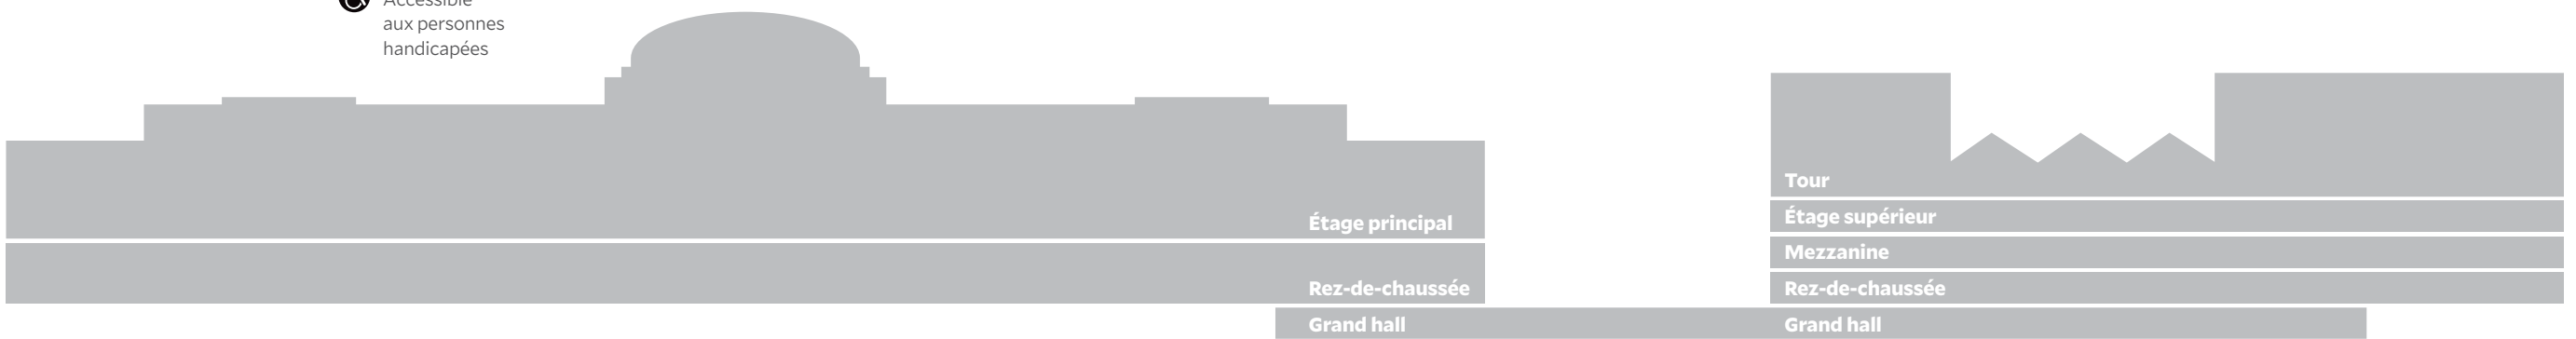 Accessible
aux personnes
handicapées
Étage principal
Rez-de-chaussée
Grand hall
Tour
Étage supérieur
Mezzanine
Rez-de-chaussée
Grand hall